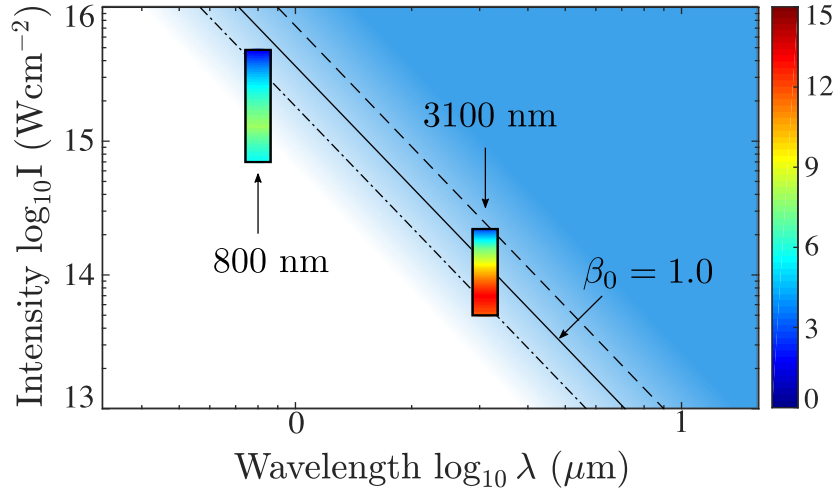 Intensity log₁₀I (Wcm⁻²)
16
15
14
13
800 nm
3100 nm
β₀ = 1.0
0
1
Wavelength log₁₀ λ (μm)
15
12
9
6
3
0